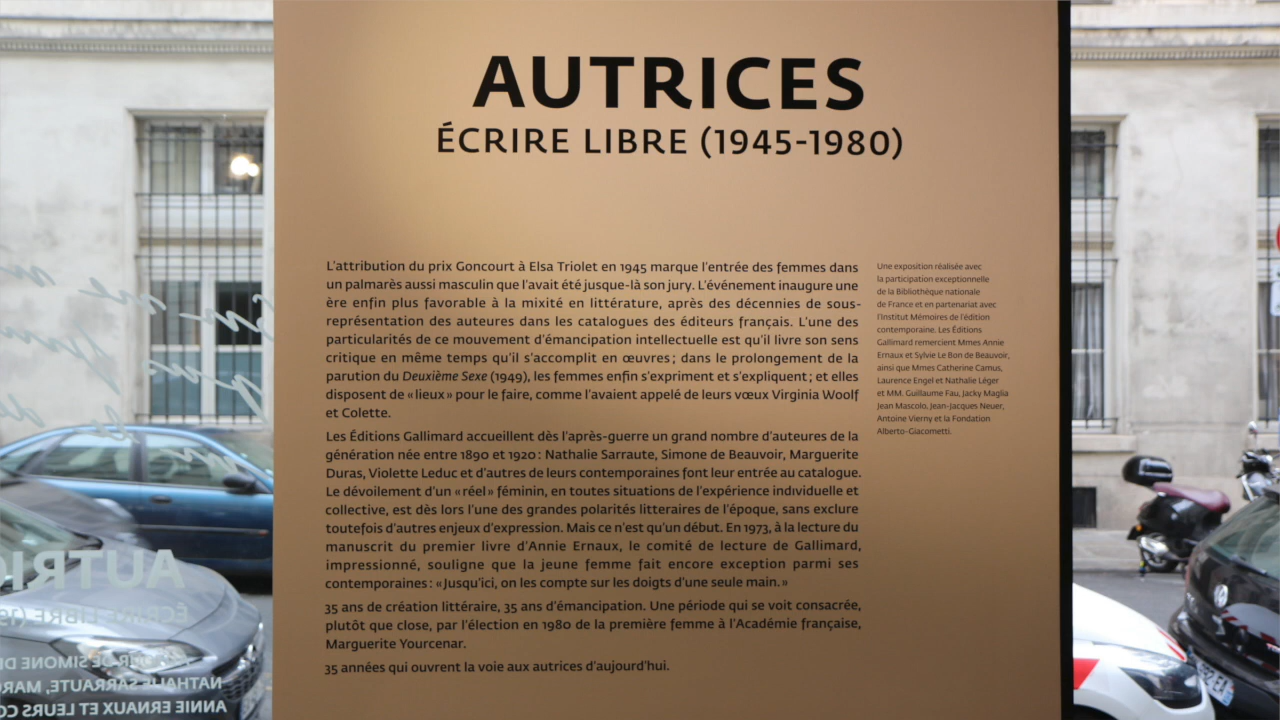 AUTRICES
ÉCRIRE LIBRE (1945-1980)
L'attribution du prix Goncourt à Elsa Triolet en 1945 marque l'entrée des femmes dans
un palmarès aussi masculin que l'avait été jusque-là son jury. L'événement inaugure une
ère enfin plus favorable à la mixité en littérature, après des décennies de sous-
représentation des auteures dans les catalogues des éditeurs français. L'une des
particularités de ce mouvement d'émancipation intellectuelle est qu'il livre son sens
critique en même temps qu'il s'accomplit en œuvres ; dans le prolongement de la
parution du Deuxième Sexe (1949), les femmes enfin s'expriment et s'expliquent ; et elles
disposent de « lieux » pour le faire, comme l'avaient appelé de leurs vœux Virginia Woolf
et Colette.
Les Éditions Gallimard accueillent dès l'après-guerre un grand nombre d'auteures de la
génération née entre 1890 et 1920 : Nathalie Sarraute, Simone de Beauvoir, Marguerite
Duras, Violette Leduc et d'autres de leurs contemporaines font leur entrée au catalogue.
Le dévoilement d'un « réel » féminin, en toutes situations de l'expérience individuelle et
collective, est dès lors l'une des grandes polarités litteraires de l'époque, sans exclure
toutefois d'autres enjeux d'expression. Mais ce n'est qu'un début. En 1973, à la lecture du
manuscrit du premier livre d'Annie Ernaux, le comité de lecture de Gallimard,
impressionné, souligne que la jeune femme fait encore exception parmi ses
contemporaines : « Jusqu'ici, on les compte sur les doigts d'une seule main. »
35 ans de création littéraire, 35 ans d'émancipation. Une période qui se voit consacrée,
plutôt que close, par l'élection en 1980 de la première femme à l'Académie française,
Marguerite Yourcenar.
35 années qui ouvrent la voie aux autrices d'aujourd'hui.
Une exposition réalisée avec
la participation exceptionnelle
de la Bibliothèque nationale
de France et en partenariat avec
l'Institut Mémoires de l'édition
contemporaine. Les Éditions
Gallimard remercient Mmes Annie
Ernaux et Sylvie Le Bon de Beauvoir,
ainsi que Mmes Catherine Camus,
Laurence Engel et Nathalie Léger
et MM. Guillaume Fau, Jacky Maglia
Jean Mascolo, Jean-Jacques Neuer,
Antoine Vierny et la Fondation
Alberto-Giacometti.
AUTRIC
ÉCRIRE LIBRE (19
AUTOUR DE SIMONE DE
NATHALIE SARRAUTE, MARG
ANNIE ERNAUX ET LEURS CO